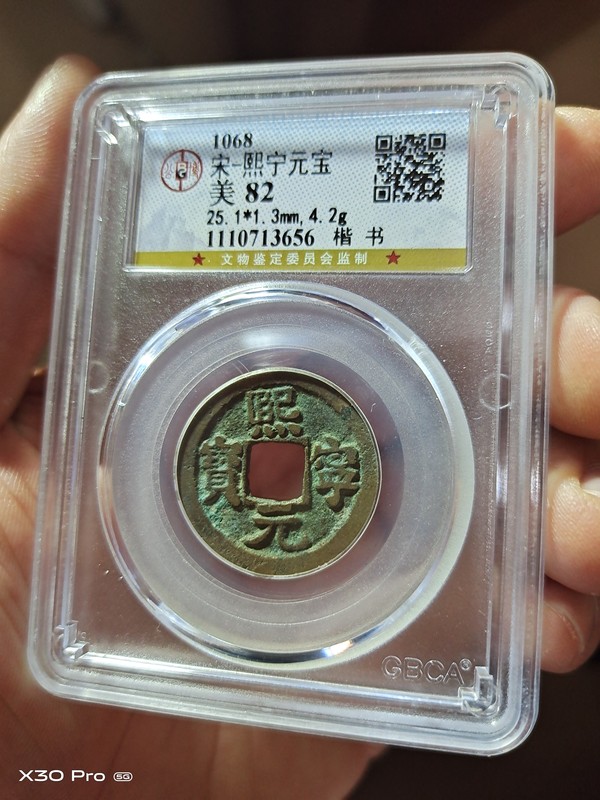 1068
宋-熙宁元宝
美 82
25.1*1.3mm, 4.2g
1110713656 楷 书
★ 文物鉴定委员会监制 ★
熙
寳 寧
元
GBCA
X30 Pro 5G